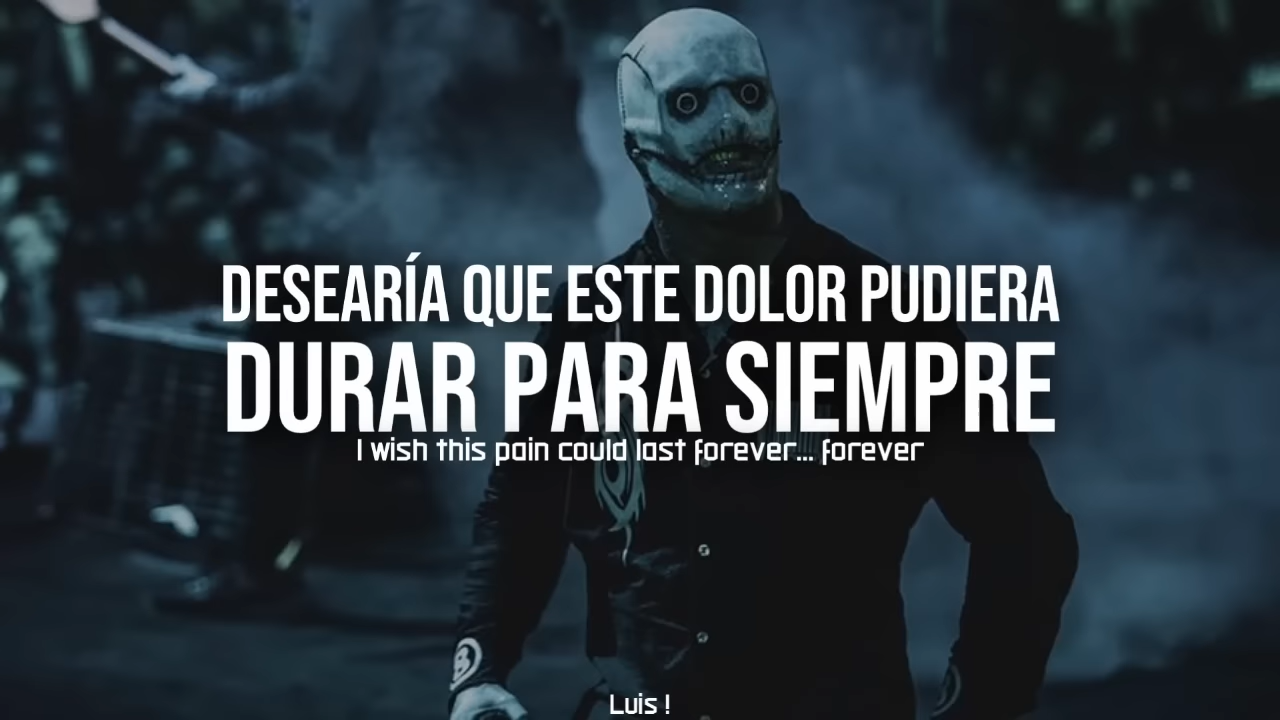 DESEARÍA QUE ESTE DOLOR PUDIERA
DURAR PARA SIEMPRE
I wish this pain could last forever... forever
Luis !